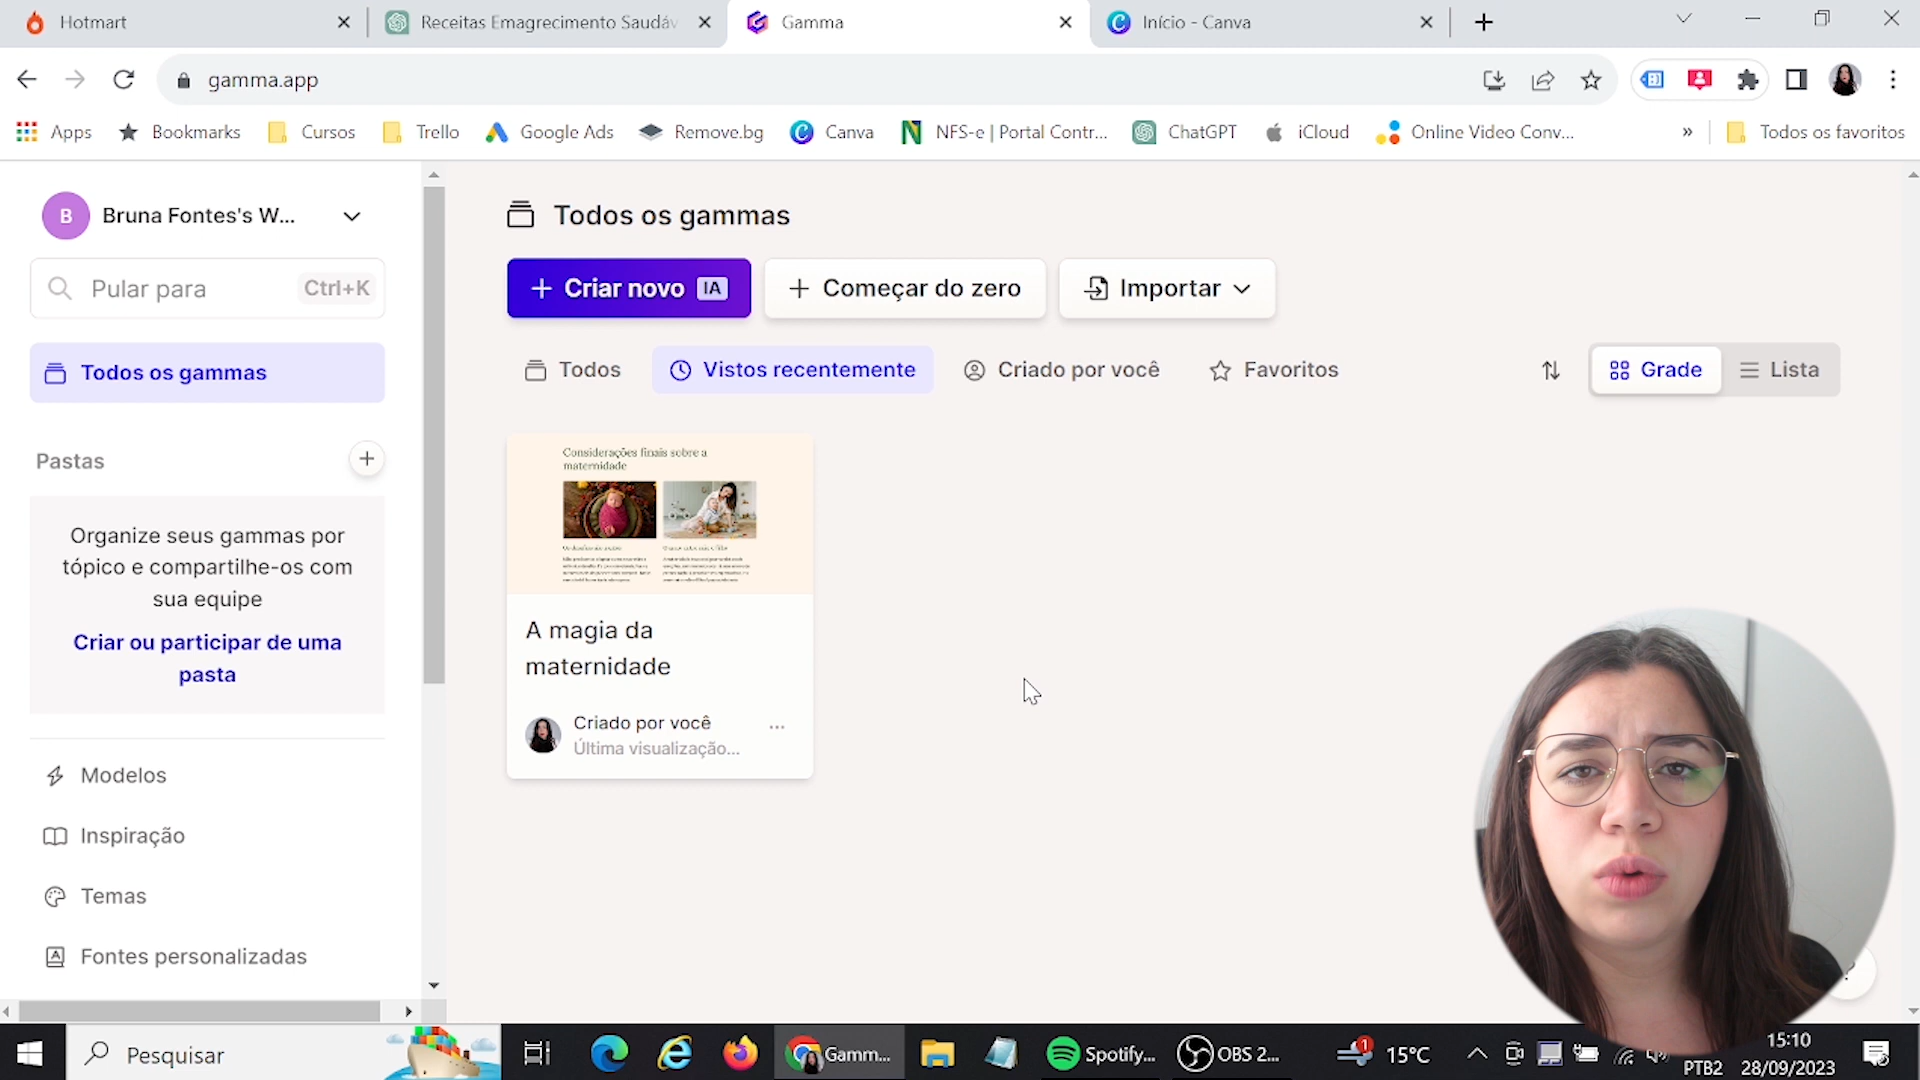 Hotmart
Receitas Emagrecimento Saudáv
Gamma
Início - Canva
gamma.app
Apps
Bookmarks
Cursos
Trello
Google Ads
Remove.bg
Canva
NFS-e | Portal Contr...
ChatGPT
iCloud
Online Video Conv...
»
Todos os favoritos
B
Bruna Fontes's W...
Pular para
Ctrl+K
Todos os gammas
Pastas
Organize seus gammas por
tópico e compartilhe-os com
sua equipe
Criar ou participar de uma
pasta
Modelos
Inspiração
Temas
Fontes personalizadas
Todos os gammas
+ Criar novo IA
+ Começar do zero
Importar
Todos
Vistos recentemente
Criado por você
Favoritos
Grade
Lista
Considerações finais sobre a
maternidade
A magia da
maternidade
Criado por você
Última visualização...
Pesquisar
Gamm...
Spotify...
OBS 2...
1
15°C
PTB2
15:10
28/09/2023